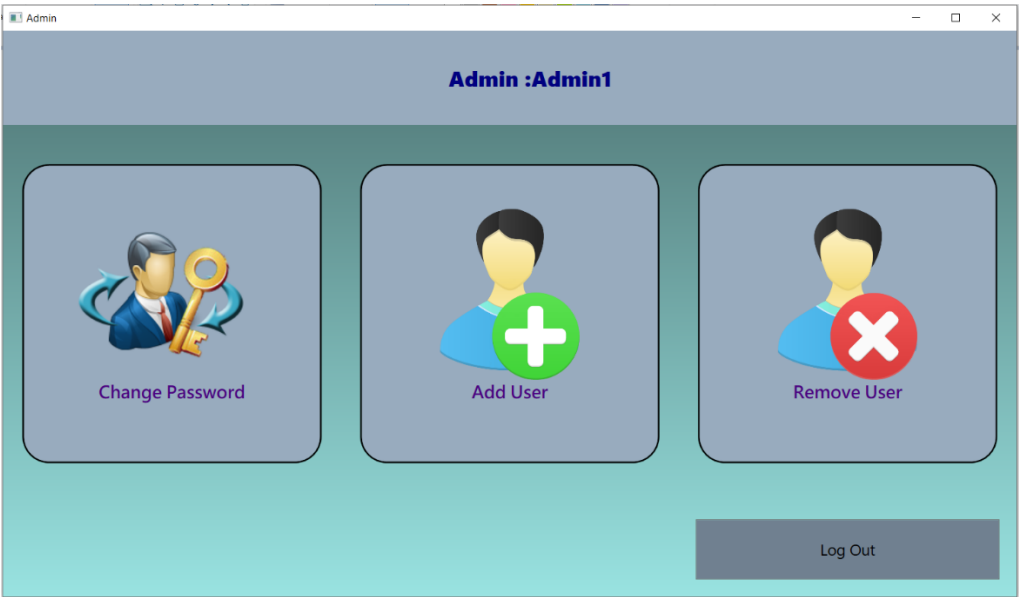 Admin
Admin :Admin1
Change Password
Add User
Remove User
Log Out